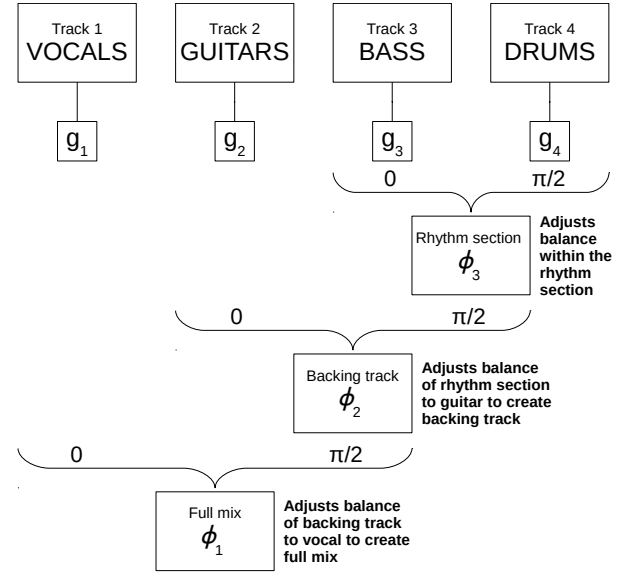 Track 1
VOCALS
Track 2
GUITARS
Track 3
BASS
Track 4
DRUMS
g1
g2
g3
g4
0
π/2
Rhythm section
ϕ3
Adjusts
balance
within the
rhythm
section
0
π/2
Backing track
ϕ2
Adjusts balance
of rhythm section
to guitar to create
backing track
0
π/2
Full mix
ϕ1
Adjusts balance
of backing track
to vocal to create
full mix